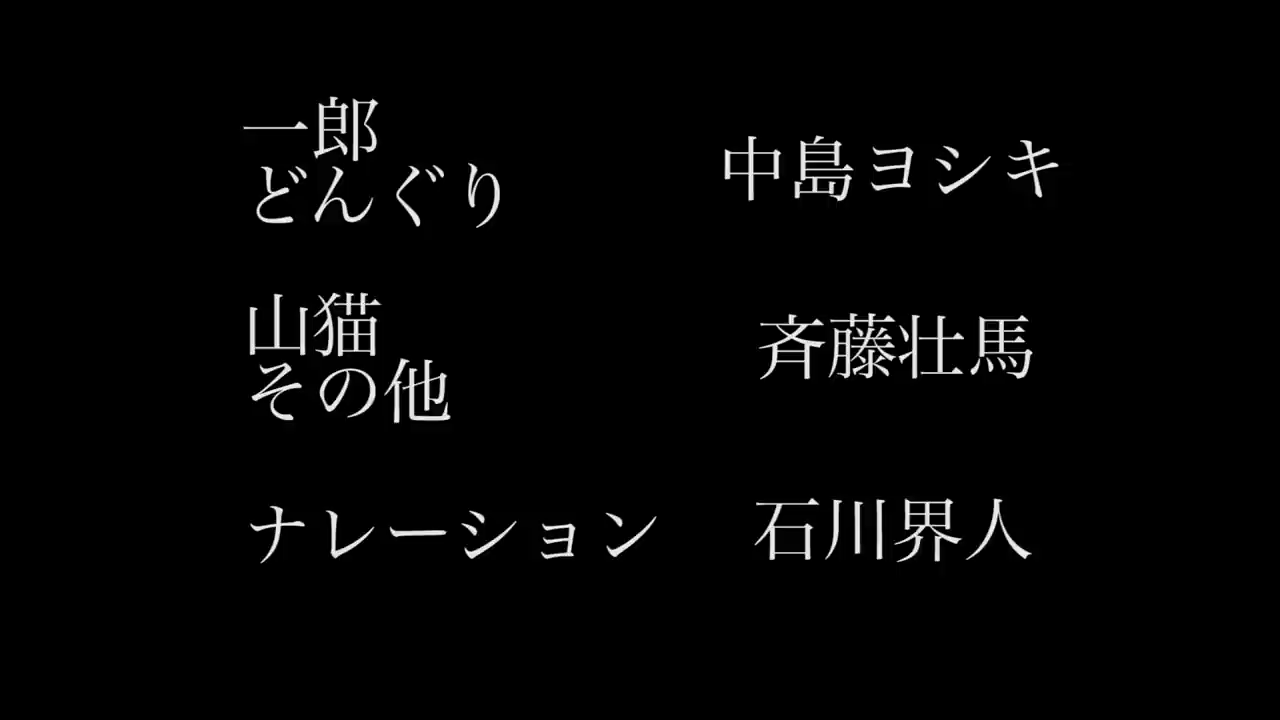 一郎
どんぐり
中島ヨシキ
山猫
その他
斉藤壮馬
ナレーション
石川界人